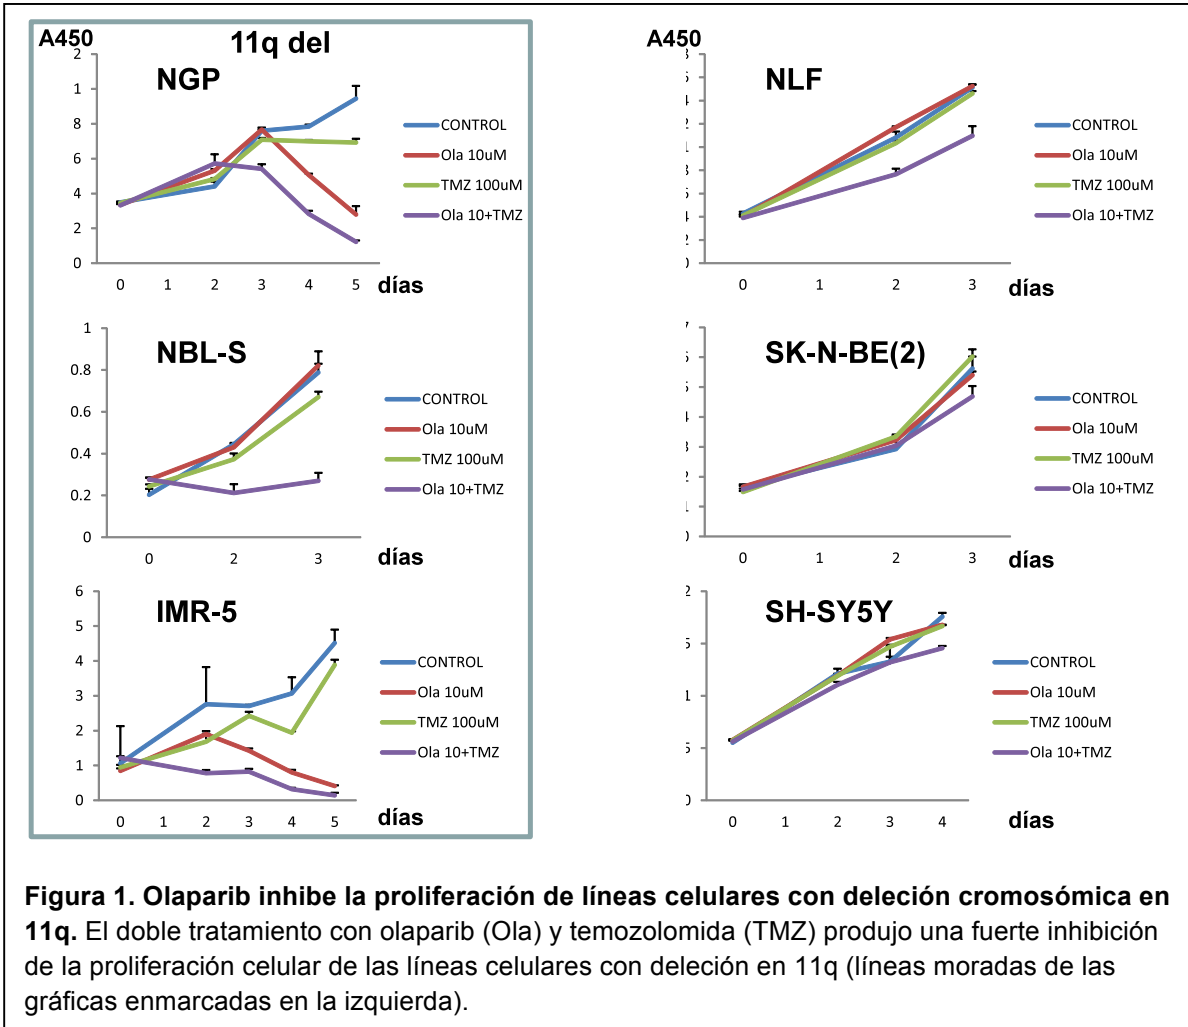 A450
11q del
NGP
2
1
8
6
4
2
0
0 1 2 3 4 5
días
CONTROL
Ola 10uM
TMZ 100uM
Ola 10+TMZ
A450
NLF
0 1 2 3
días
CONTROL
Ola 10uM
TMZ 100uM
Ola 10+TMZ
NBL-S
1
0.8
0.6
0.4
0.2
0
0 2 3
días
CONTROL
Ola 10uM
TMZ 100uM
Ola 10+TMZ
SK-N-BE(2)
0 1 2 3
días
CONTROL
Ola 10uM
TMZ 100uM
Ola 10+TMZ
IMR-5
6
5
4
3
2
1
0
0 1 2 3 4 5
días
CONTROL
Ola 10uM
TMZ 100uM
Ola 10+TMZ
SH-SY5Y
0 1 2 3 4
días
CONTROL
Ola 10uM
TMZ 100uM
Ola 10+TMZ
Figura 1. Olaparib inhibe la proliferación de líneas celulares con deleción cromosómica en
11q. El doble tratamiento con olaparib (Ola) y temozolomida (TMZ) produjo una fuerte inhibición
de la proliferación celular de las líneas celulares con deleción en 11q (líneas moradas de las
gráficas enmarcadas en la izquierda).